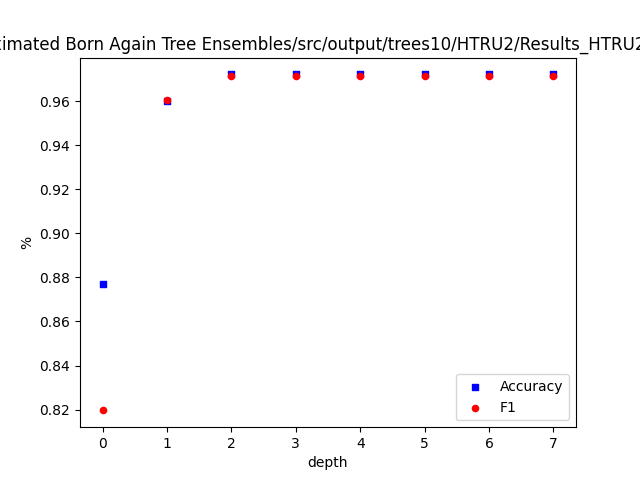 Born Again Tree Ensembles/src/output/trees10/HTRU2/Results_HTRU2
%
0.96
0.94
0.92
0.90
0.88
0.86
0.84
0.82
Accuracy
F1
0 1 2 3 4 5 6 7
depth